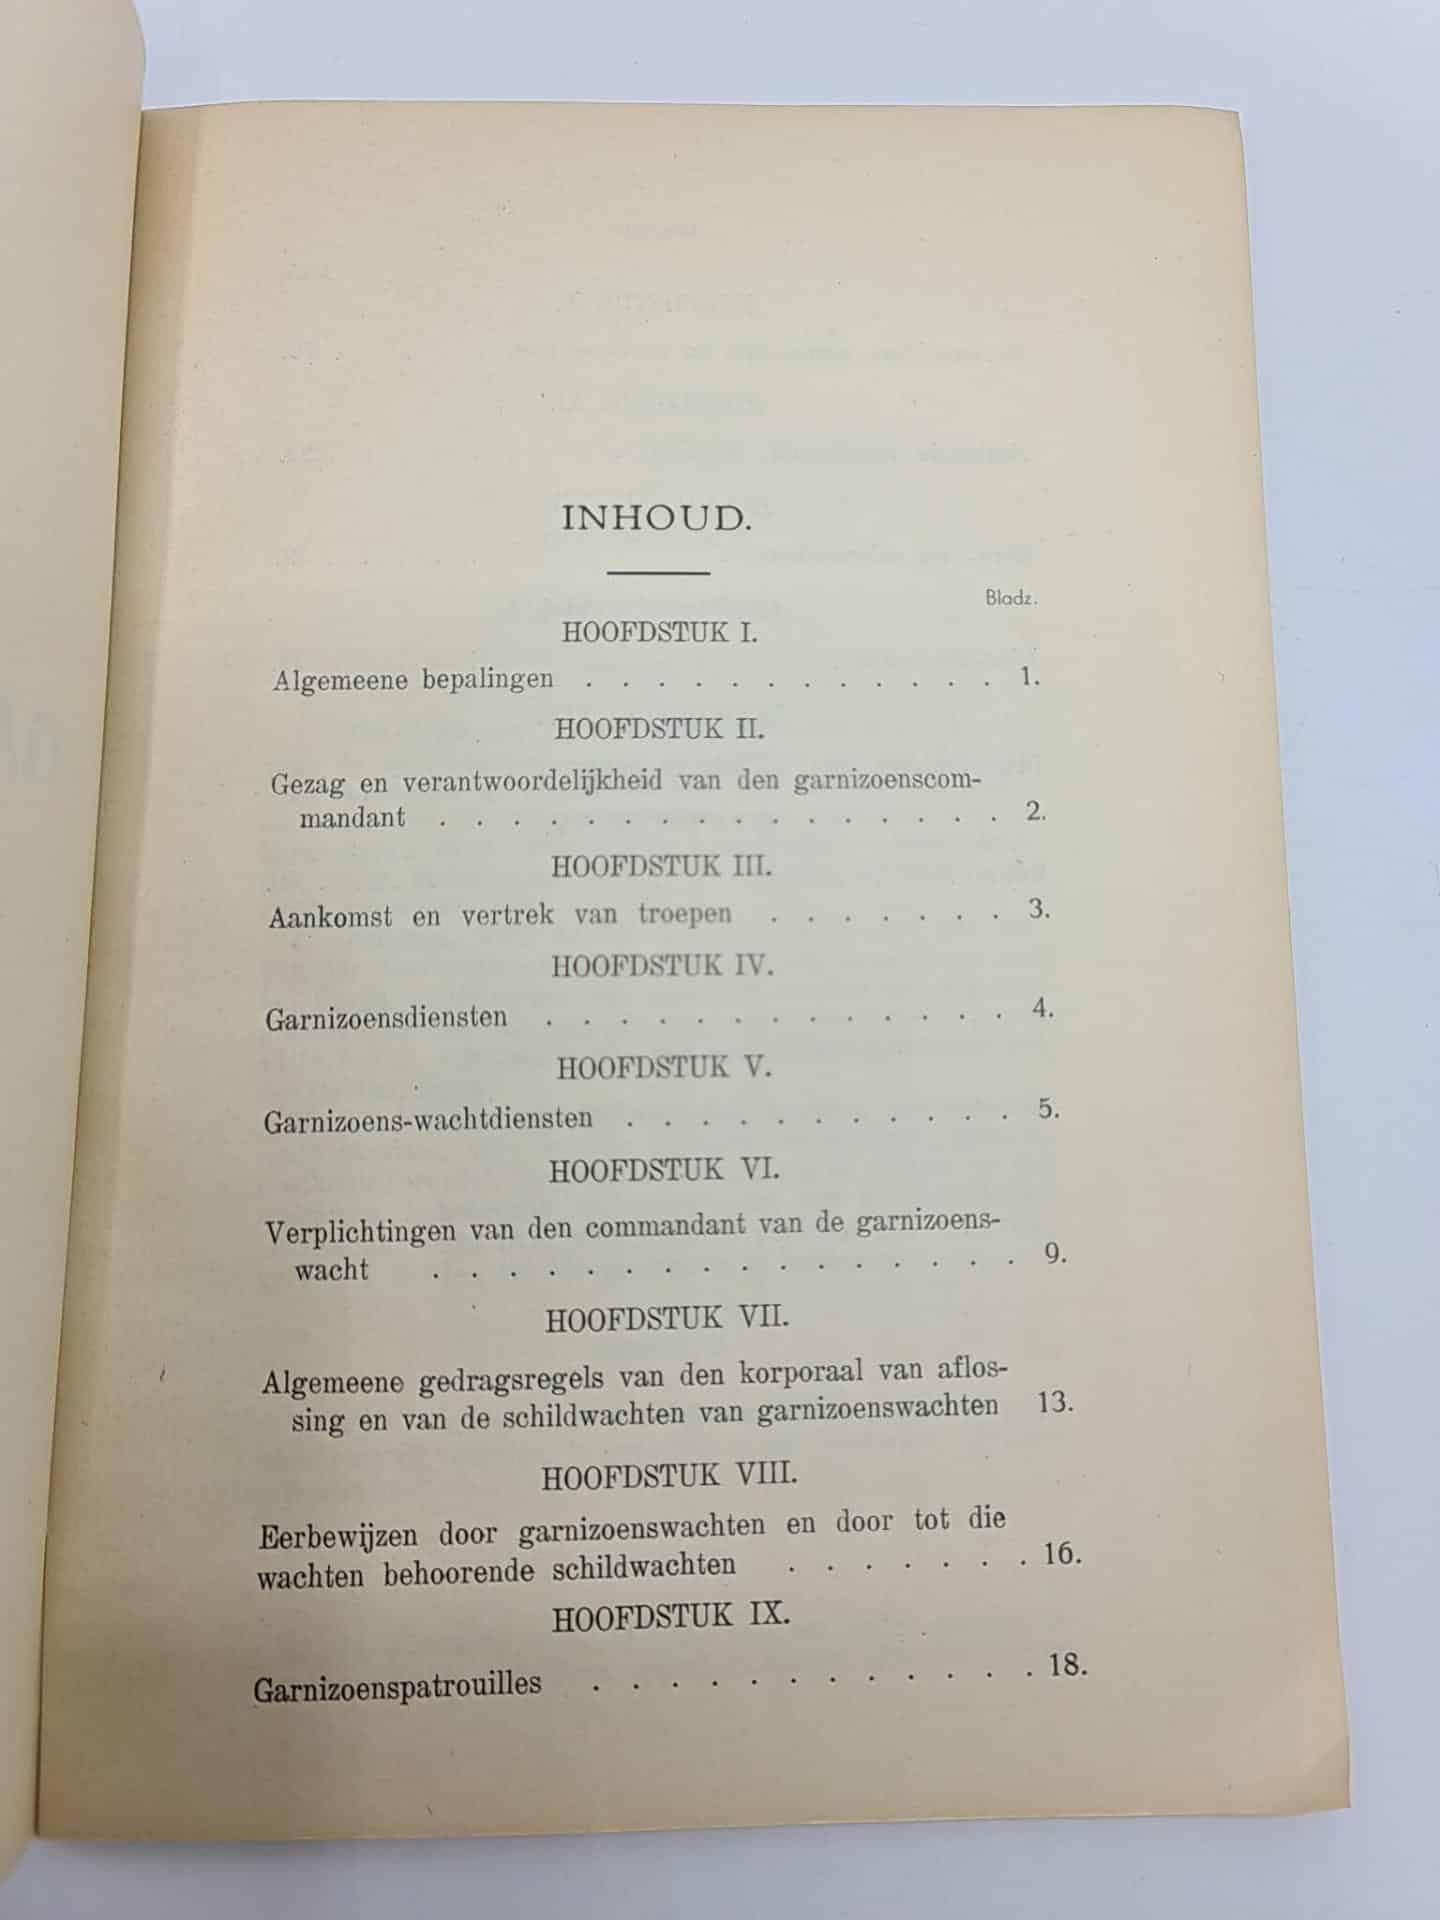 INHOUD.
Bladz.
HOOFDSTUK I.
Algemeene bepalingen . . . . . . . . . . . . 1.
HOOFDSTUK II.
Gezag en verantwoordelijkheid van den garnizoenscom-
mandant . . . . . . . . . . . . . . . . 2.
HOOFDSTUK III.
Aankomst en vertrek van troepen . . . . . . . 3.
HOOFDSTUK IV.
Garnizoensdiensten . . . . . . . . . . . . . 4.
HOOFDSTUK V.
Garnizoens-wachtdiensten . . . . . . . . . . . 5.
HOOFDSTUK VI.
Verplichtingen van den commandant van de garnizoens-
wacht . . . . . . . . . . . . . . . . 9.
HOOFDSTUK VII.
Algemeene gedragsregels van den korporaal van aflos-
sing en van de schildwachten van garnizoenswachten 13.
HOOFDSTUK VIII.
Eerbewijzen door garnizoenswachten en door tot die
wachten behoorende schildwachten . . . . . . . 16.
HOOFDSTUK IX.
Garnizoenspatrouilles . . . . . . . . . . . . 18.